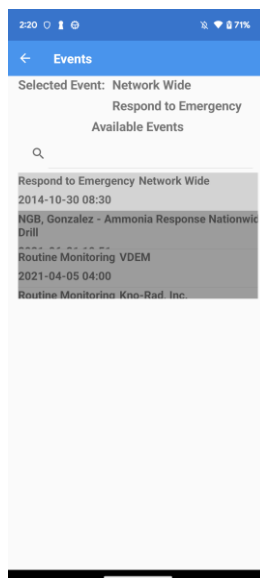 2:20 71%
Events
Selected Event: Network Wide
Respond to Emergency
Available Events
Respond to Emergency Network Wide
2014-10-30 08:30
NGB, Gonzalez - Ammonia Response Nationwid
Drill
Routine Monitoring VDEM
2021-04-05 04:00
Routine Monitoring Kno-Rad, Inc.